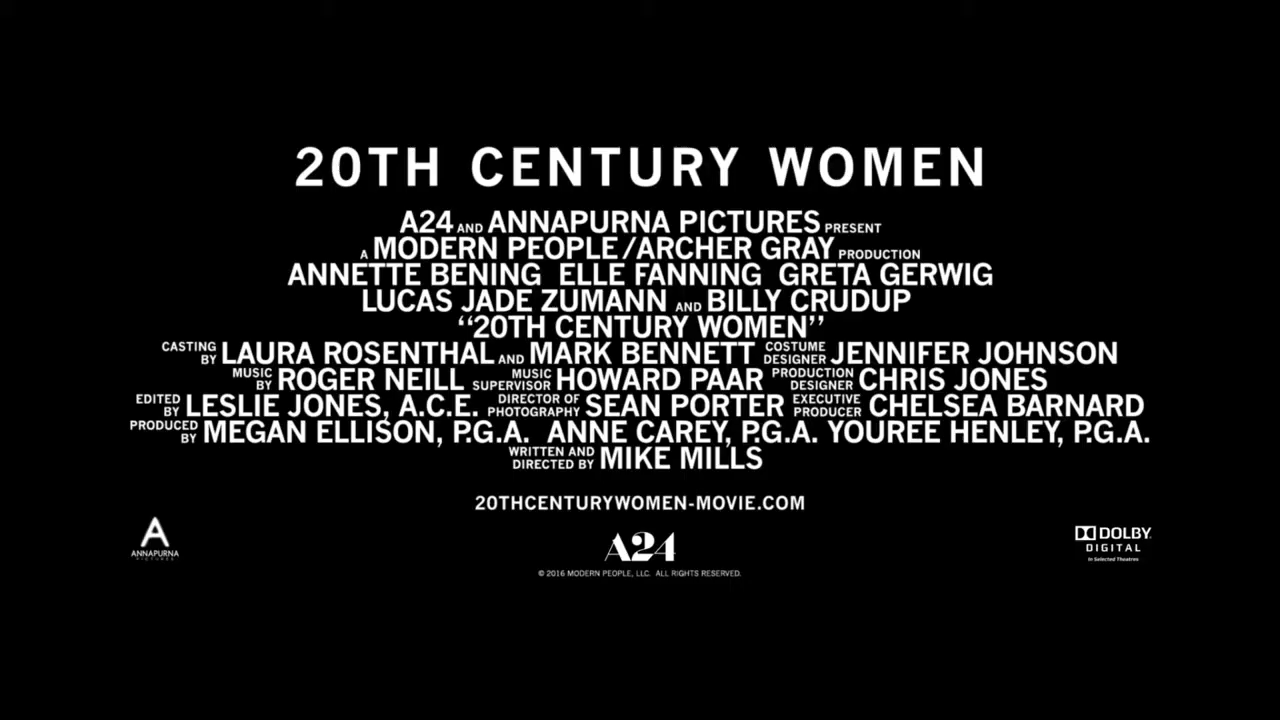 20TH CENTURY WOMEN
A24 AND ANNAPURNA PICTURES PRESENT
A MODERN PEOPLE/ARCHER GRAY PRODUCTION
ANNETTE BENING ELLE FANNING GRETA GERWIG
LUCAS JADE ZUMANN AND BILLY CRUDUP
“20TH CENTURY WOMEN”
CASTING BY LAURA ROSENTHAL AND MARK BENNETT COSTUME DESIGNER JENNIFER JOHNSON
MUSIC BY ROGER NEILL MUSIC SUPERVISOR HOWARD PAAR PRODUCTION DESIGNER CHRIS JONES
EDITED BY LESLIE JONES, A.C.E. DIRECTOR OF PHOTOGRAPHY SEAN PORTER EXECUTIVE PRODUCER CHELSEA BARNARD
PRODUCED BY MEGAN ELLISON, P.G.A. ANNE CAREY, P.G.A. YOUREE HENLEY, P.G.A.
WRITTEN AND DIRECTED BY MIKE MILLS
20THCENTURYWOMEN-MOVIE.COM
A ANNAPURNA PICTURES
A24
© 2016 MODERN PEOPLE, LLC. ALL RIGHTS RESERVED.
DOLBY
DIGITAL
In Selected Theatres